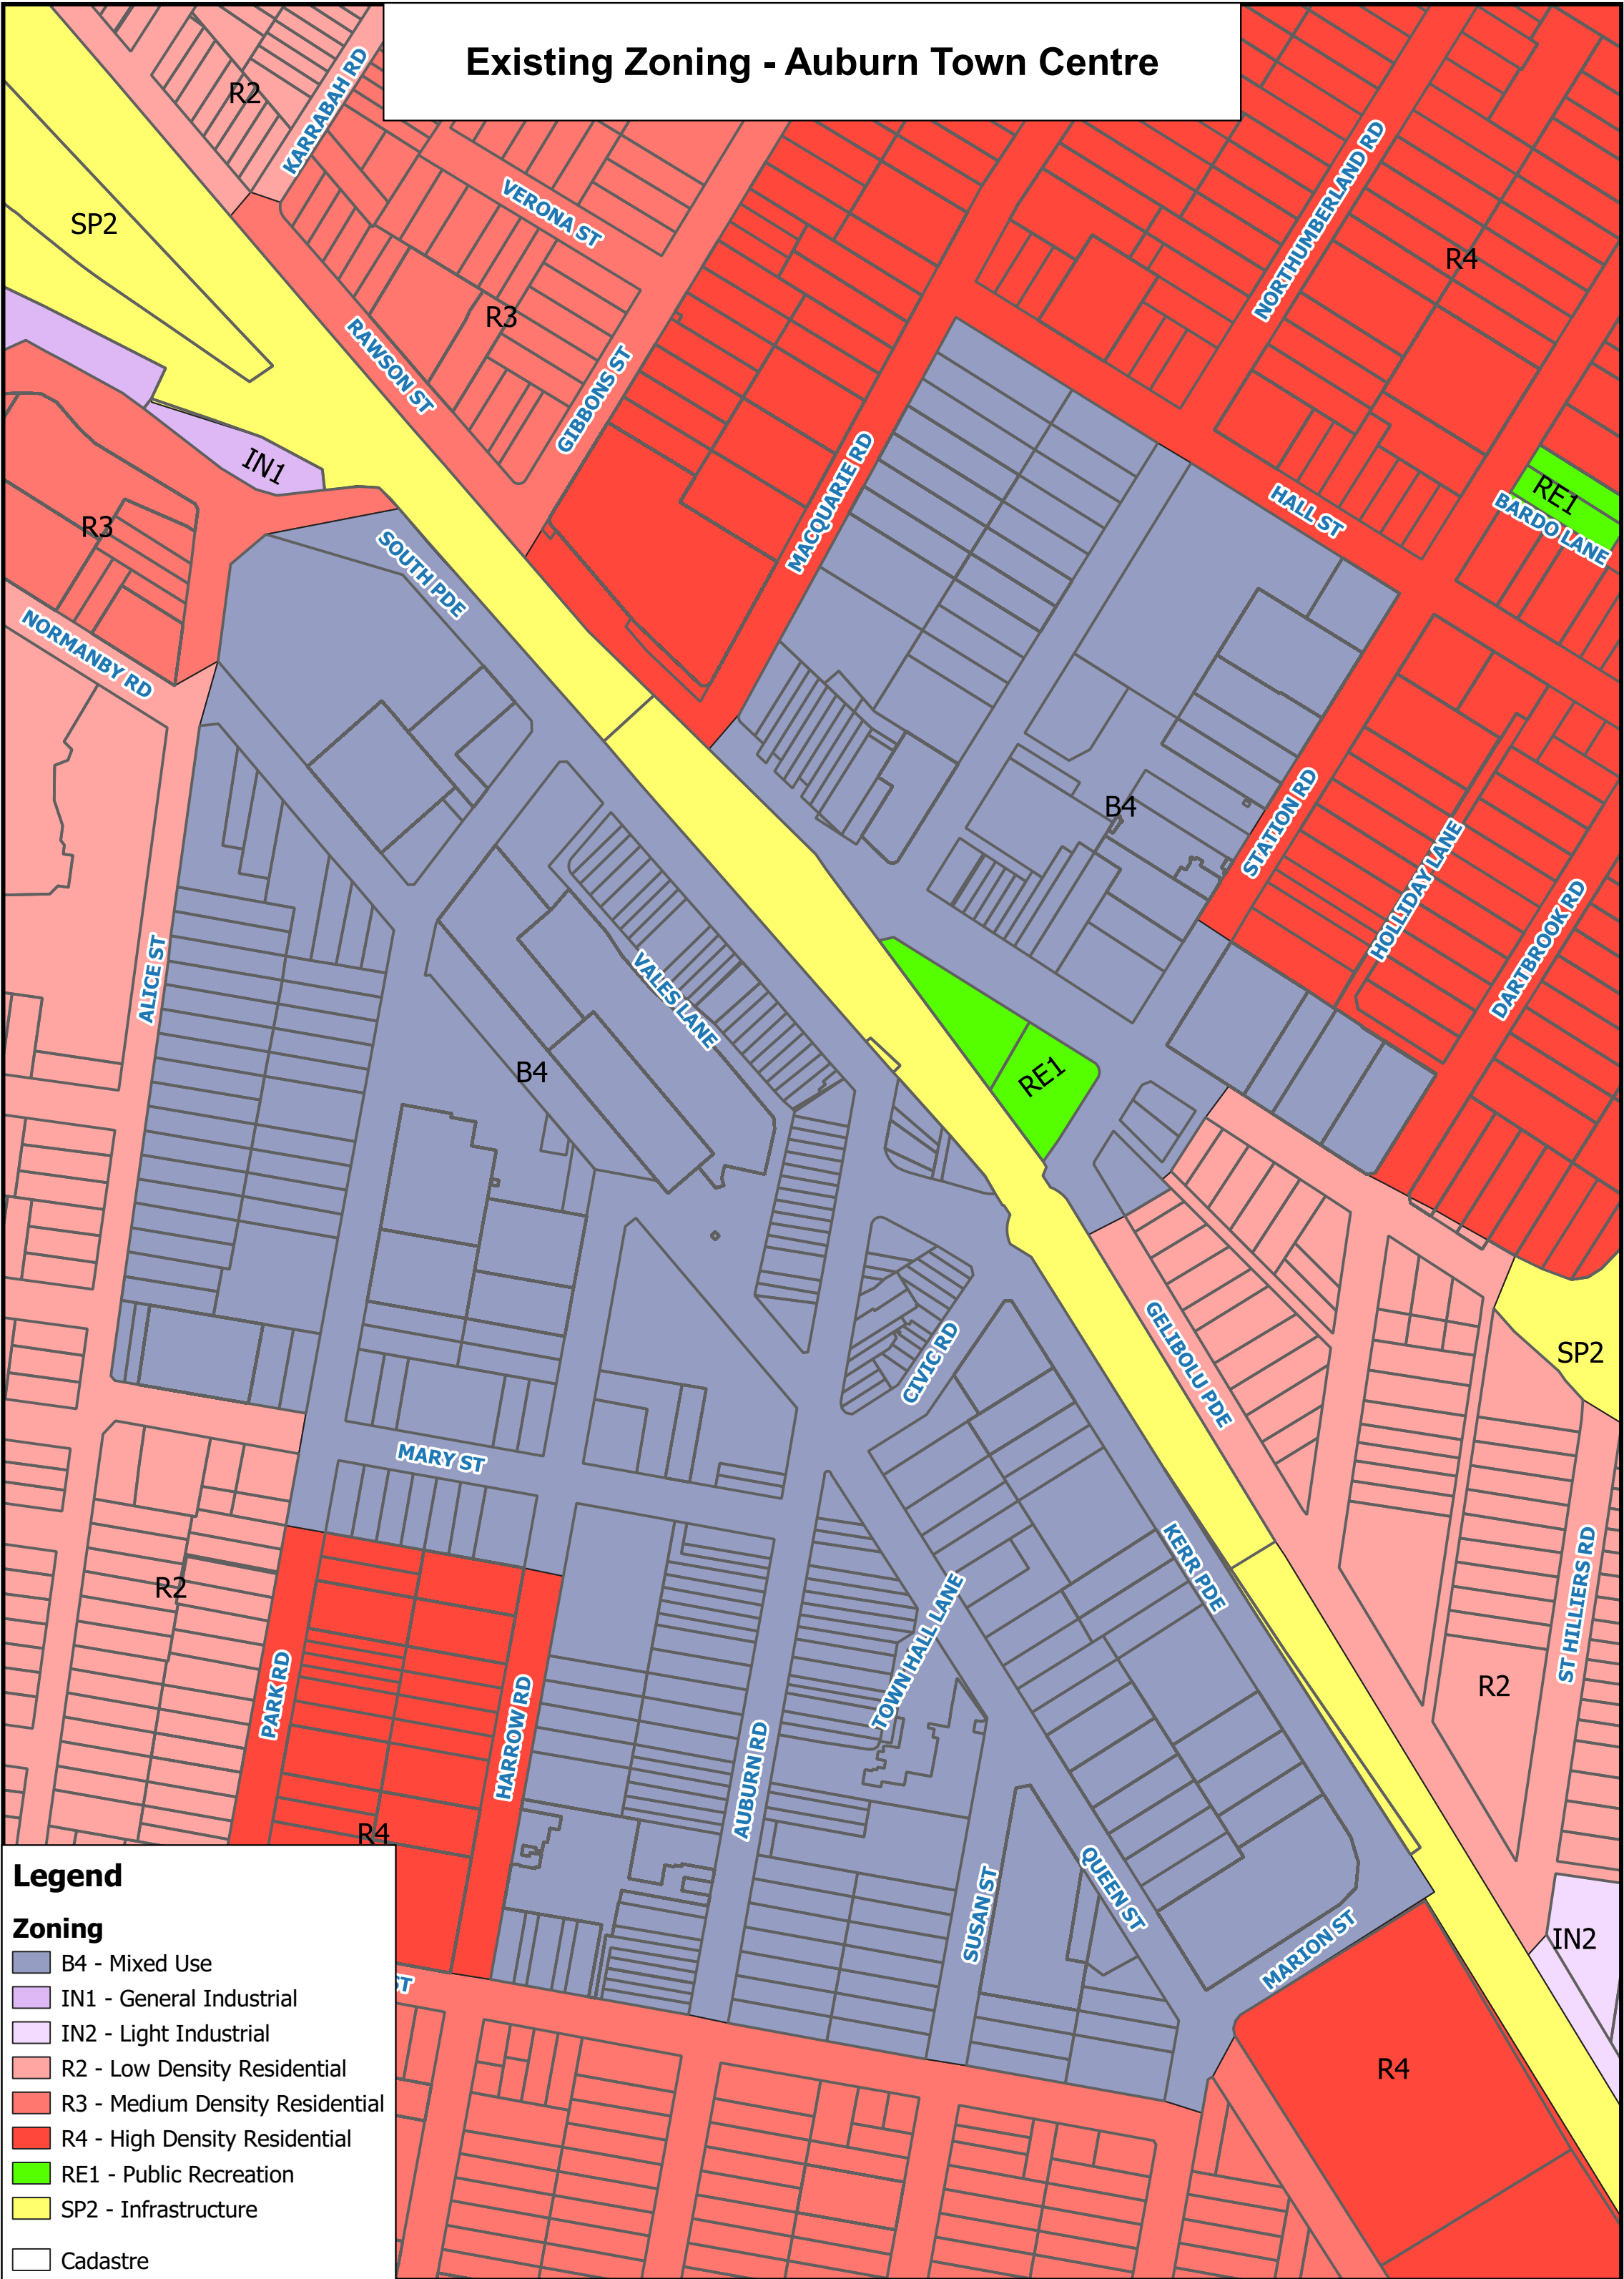 Existing Zoning - Auburn Town Centre
R2
KARRABAH RD
VERONA ST
NORTHUMBERLAND RD
SP2
R4
R3
RAWSON ST
GIBBONS ST
MACQUARIE RD
IN1
HALL ST
RE1
BARDO LANE
R3
SOUTH PDE
NORMANBY RD
B4
STATION RD
HOLLIDAY LANE
DARTBROOK RD
ALICE ST
VALES LANE
B4
RE1
GELIBOLU PDE
CIVIC RD
SP2
MARY ST
KERR PDE
R2
TOWN HALL LANE
ST HILLIERS RD
PARK RD
HARROW RD
AUBURN RD
R2
R4
QUEEN ST
SUSAN ST
MARION ST
IN2
ST
R4
Legend
Zoning
B4 - Mixed Use
IN1 - General Industrial
IN2 - Light Industrial
R2 - Low Density Residential
R3 - Medium Density Residential
R4 - High Density Residential
RE1 - Public Recreation
SP2 - Infrastructure
Cadastre